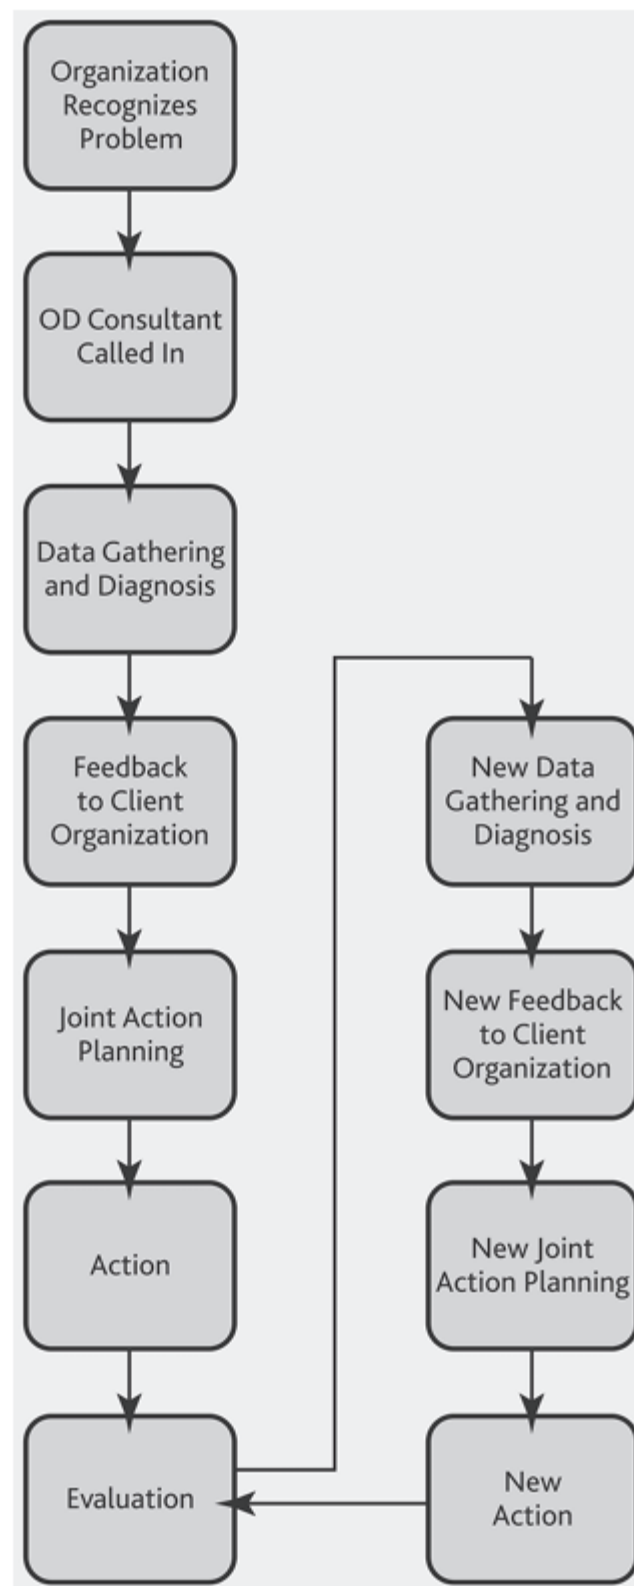 Organization
Recognizes
Problem
OD Consultant
Called In
Data Gathering
and Diagnosis
Feedback
to Client
Organization
Joint Action
Planning
Action
Evaluation
New Data
Gathering and
Diagnosis
New Feedback
to Client
Organization
New Joint
Action Planning
New
Action